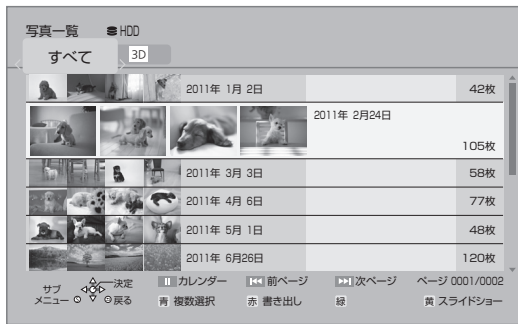 写真一覧 HDD
すべて 3D
2011年 1月 2日 42枚
2011年 2月24日
105枚
2011年 3月 3日 58枚
2011年 4月 6日 77枚
2011年 5月 1日 48枚
2011年 6月26日 120枚
サブメニュー 決定 戻る
カレンダー 前ページ 次ページ ページ 0001/0002
青 複数選択 赤 書き出し 緑 黄 スライドショー